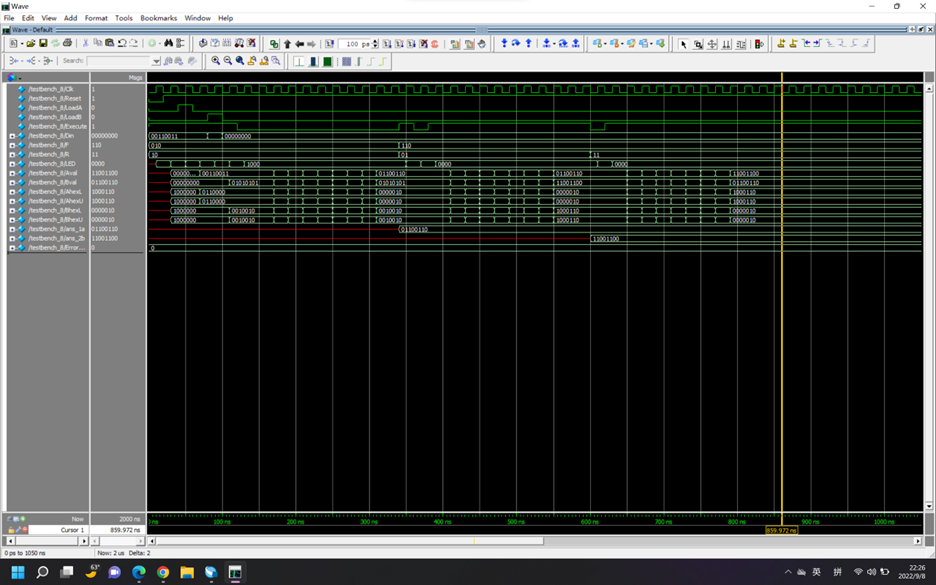 Wave
File Edit View Add Format Tools Bookmarks Window Help
Wave - Default
100 ps
Search:
Msgs
/testbench_8/Clk 1
/testbench_8/Reset 1
/testbench_8/LoadA 0
/testbench_8/LoadB 0
/testbench_8/Execute 1
/testbench_8/Din 00000000 00110011 00000000
/testbench_8/F 110 010 110
/testbench_8/R 11 10 01 11
/testbench_8/LED 0000 1000 0000 0000
/testbench_8/Aval 11001100 00000... 00110011 01100110 01100110 11001100
/testbench_8/Bval 01100110 00000000 01010101 01010101 11001100 01100110
/testbench_8/AhexL 1000110 1000000 0110000 0000010 0000010 1000110
/testbench_8/AhexU 1000110 1000000 0110000 0000010 0000010 1000110
/testbench_8/BhexL 0000010 1000000 0010010 0010010 1000110 0000010
/testbench_8/BhexU 0000010 1000000 0010010 0010010 1000110 0000010
/testbench_8/ans_1a 01100110 01100110
/testbench_8/ans_2b 11001100 11001100
/testbench_8/Error... 0 0
Now 2000 ns
Cursor 1 859.972 ns
100 ns 200 ns 300 ns 400 ns 500 ns 600 ns 700 ns 800 ns 900 ns 1000 ns
859.972 ns
0 ps to 1050 ns Now: 2 us Delta: 2
63°
英 拼
22:26
2022/9/8